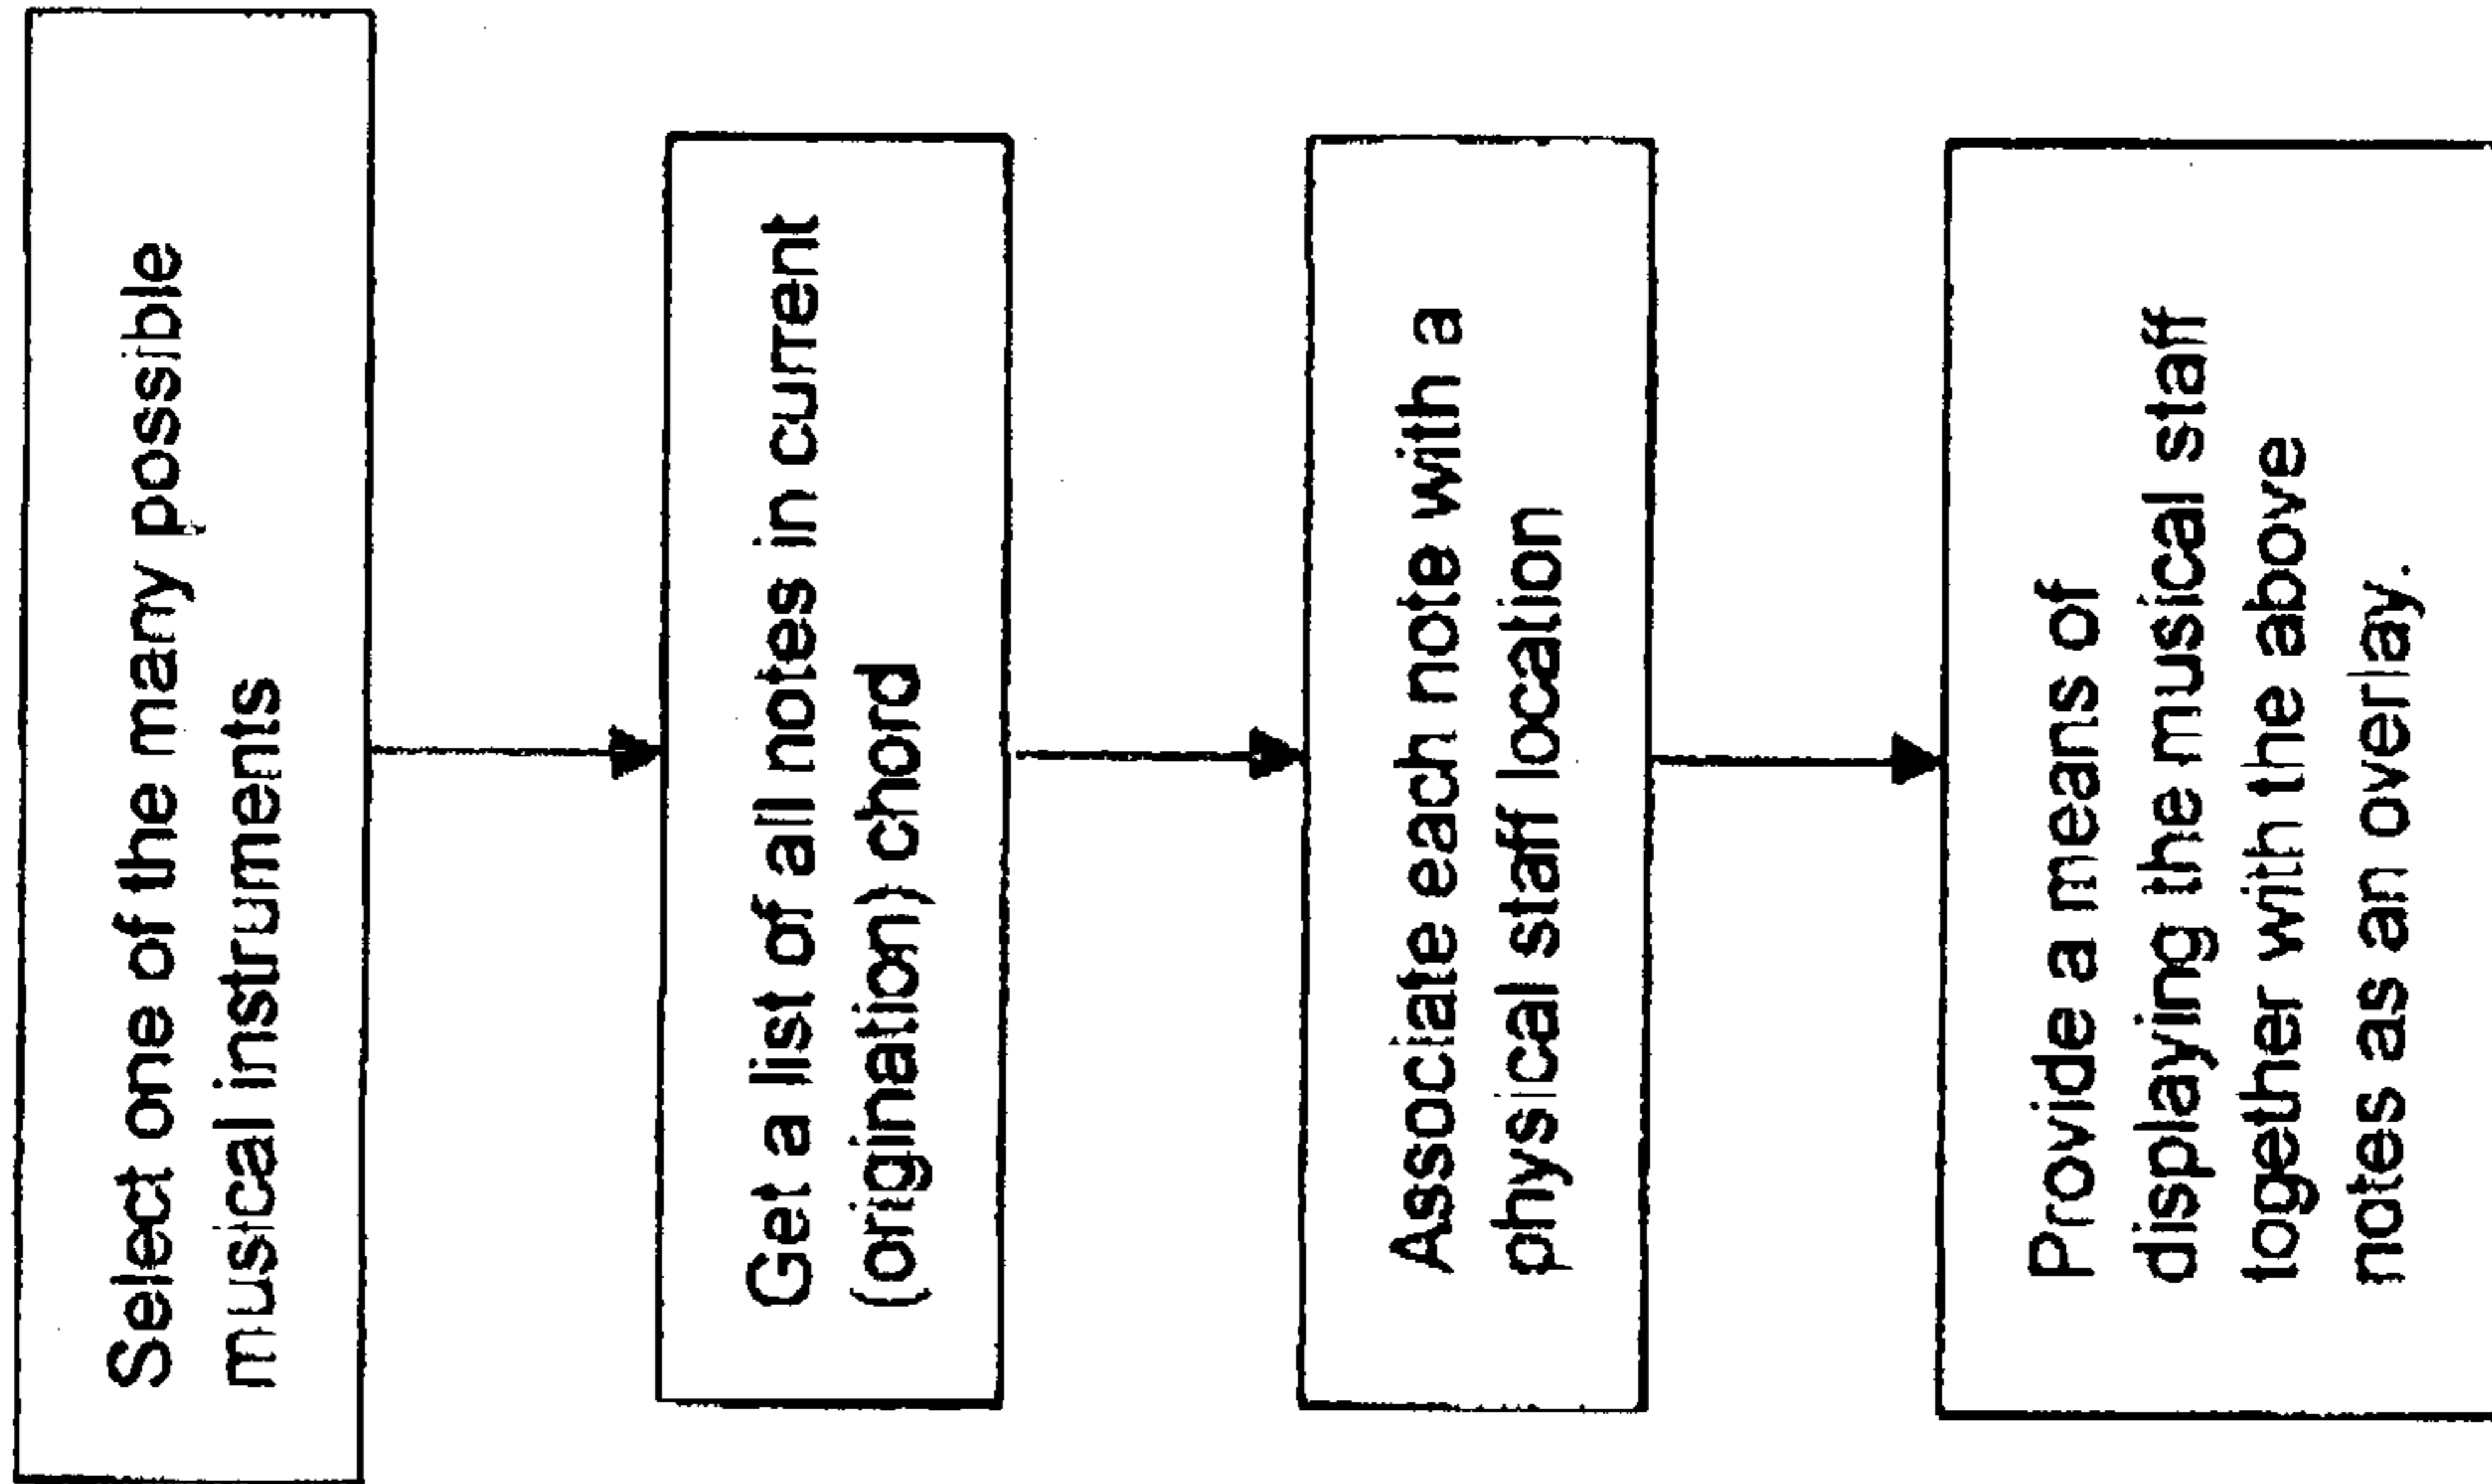 Select one of the many possible
musical instruments
Get a list of all notes in current
(origination) chord
Associate each note with a
physical staff location
Provide a means of
displaying the musical staff
together with the above
notes as an overlay.